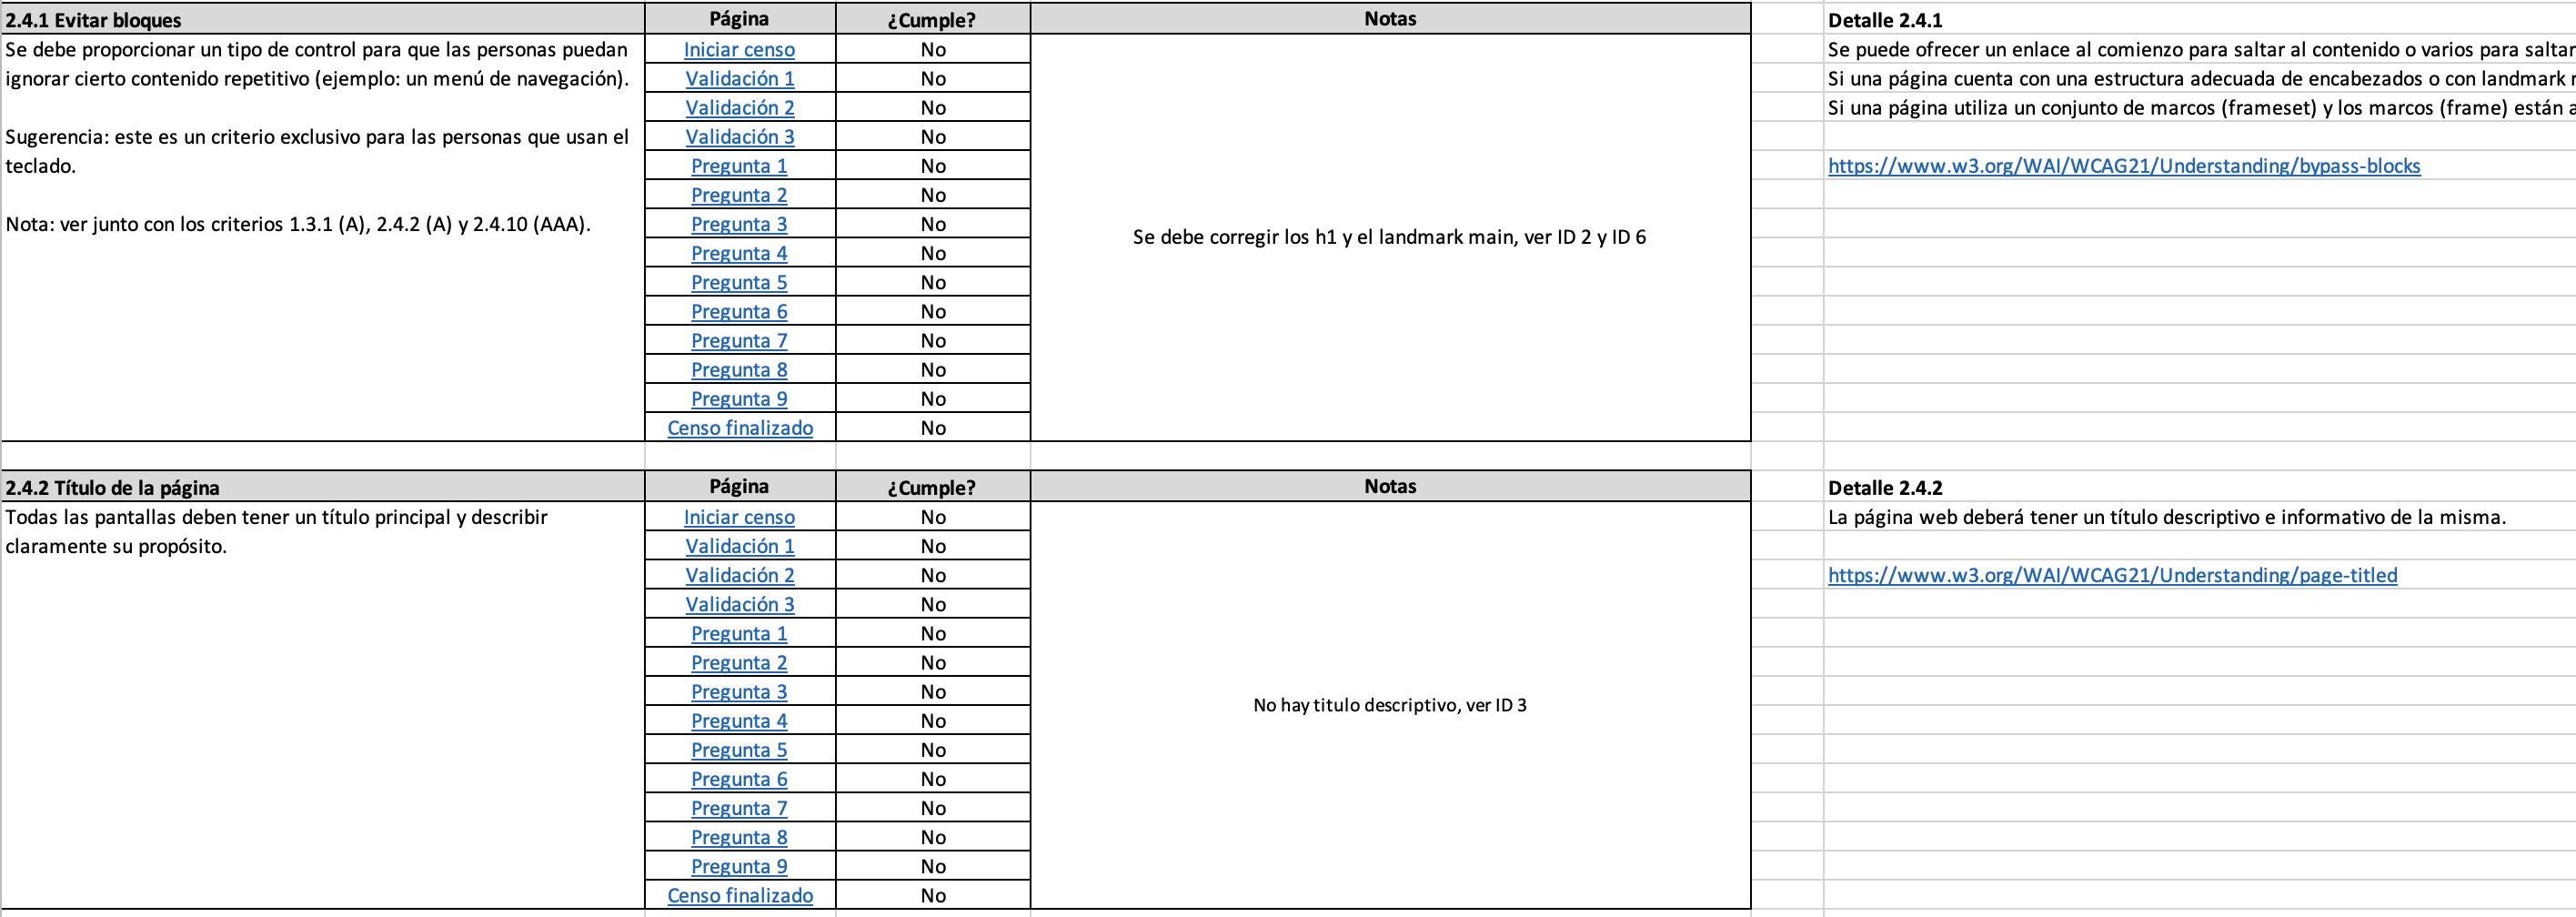 2.4.1 Evitar bloques Página ¿Cumple? Notas Detalle 2.4.1
Se debe proporcionar un tipo de control para que las personas puedan Iniciar censo No Se puede ofrecer un enlace al comienzo para saltar al contenido o varios para saltar
ignorar cierto contenido repetitivo (ejemplo: un menú de navegación). Validación 1 No Si una página cuenta con una estructura adecuada de encabezados o con landmark
Validación 2 No Si una página utiliza un conjunto de marcos (frameset) y los marcos (frame) están
Sugerencia: este es un criterio exclusivo para las personas que usan el Validación 3 No
teclado. Pregunta 1 No https://www.w3.org/WAI/WCAG21/Understanding/bypass-blocks
Pregunta 2 No
Nota: ver junto con los criterios 1.3.1 (A), 2.4.2 (A) y 2.4.10 (AAA). Pregunta 3 No Se debe corregir los h1 y el landmark main, ver ID 2 y ID 6
Pregunta 4 No
Pregunta 5 No
Pregunta 6 No
Pregunta 7 No
Pregunta 8 No
Pregunta 9 No
Censo finalizado No
2.4.2 Título de la página Página ¿Cumple? Notas Detalle 2.4.2
Todas las pantallas deben tener un título principal y describir Iniciar censo No La página web deberá tener un título descriptivo e informativo de la misma.
claramente su propósito. Validación 1 No
Validación 2 No https://www.w3.org/WAI/WCAG21/Understanding/page-titled
Validación 3 No
Pregunta 1 No
Pregunta 2 No
Pregunta 3 No No hay titulo descriptivo, ver ID 3
Pregunta 4 No
Pregunta 5 No
Pregunta 6 No
Pregunta 7 No
Pregunta 8 No
Pregunta 9 No
Censo finalizado No